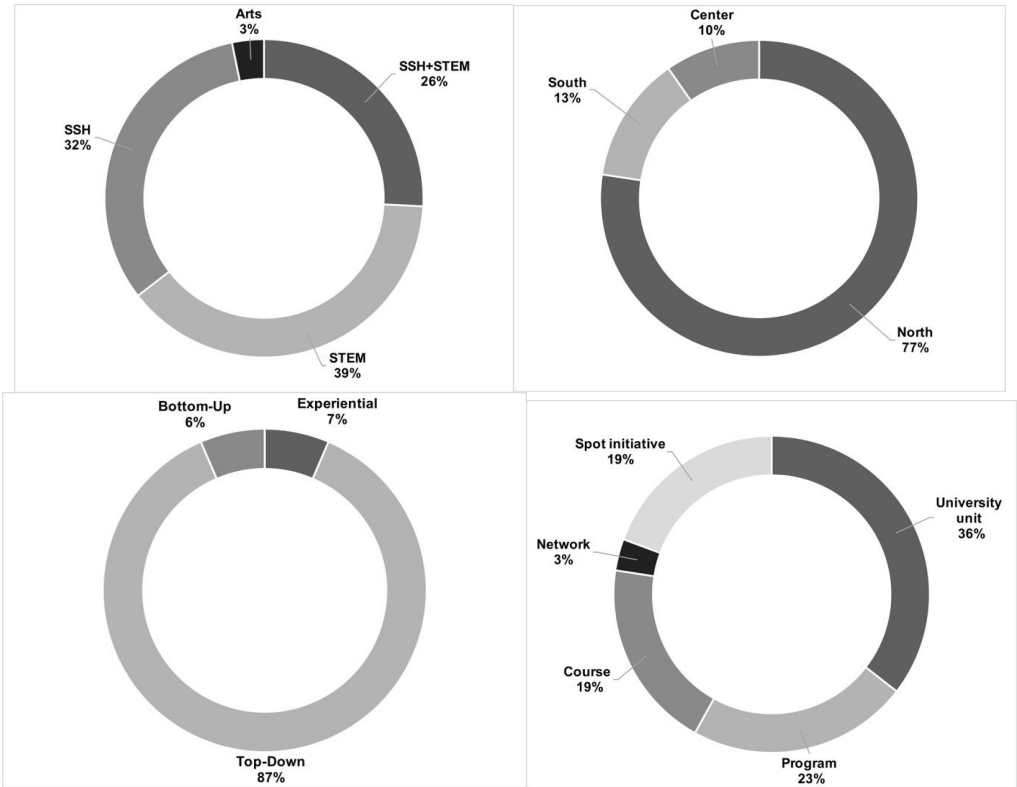 Arts
3%
SSH+STEM
26%
SSH
32%
STEM
39%
Center
10%
South
13%
North
77%
Bottom-Up
6%
Experiential
7%
Top-Down
87%
Spot initiative
19%
University
unit
36%
Network
3%
Course
19%
Program
23%